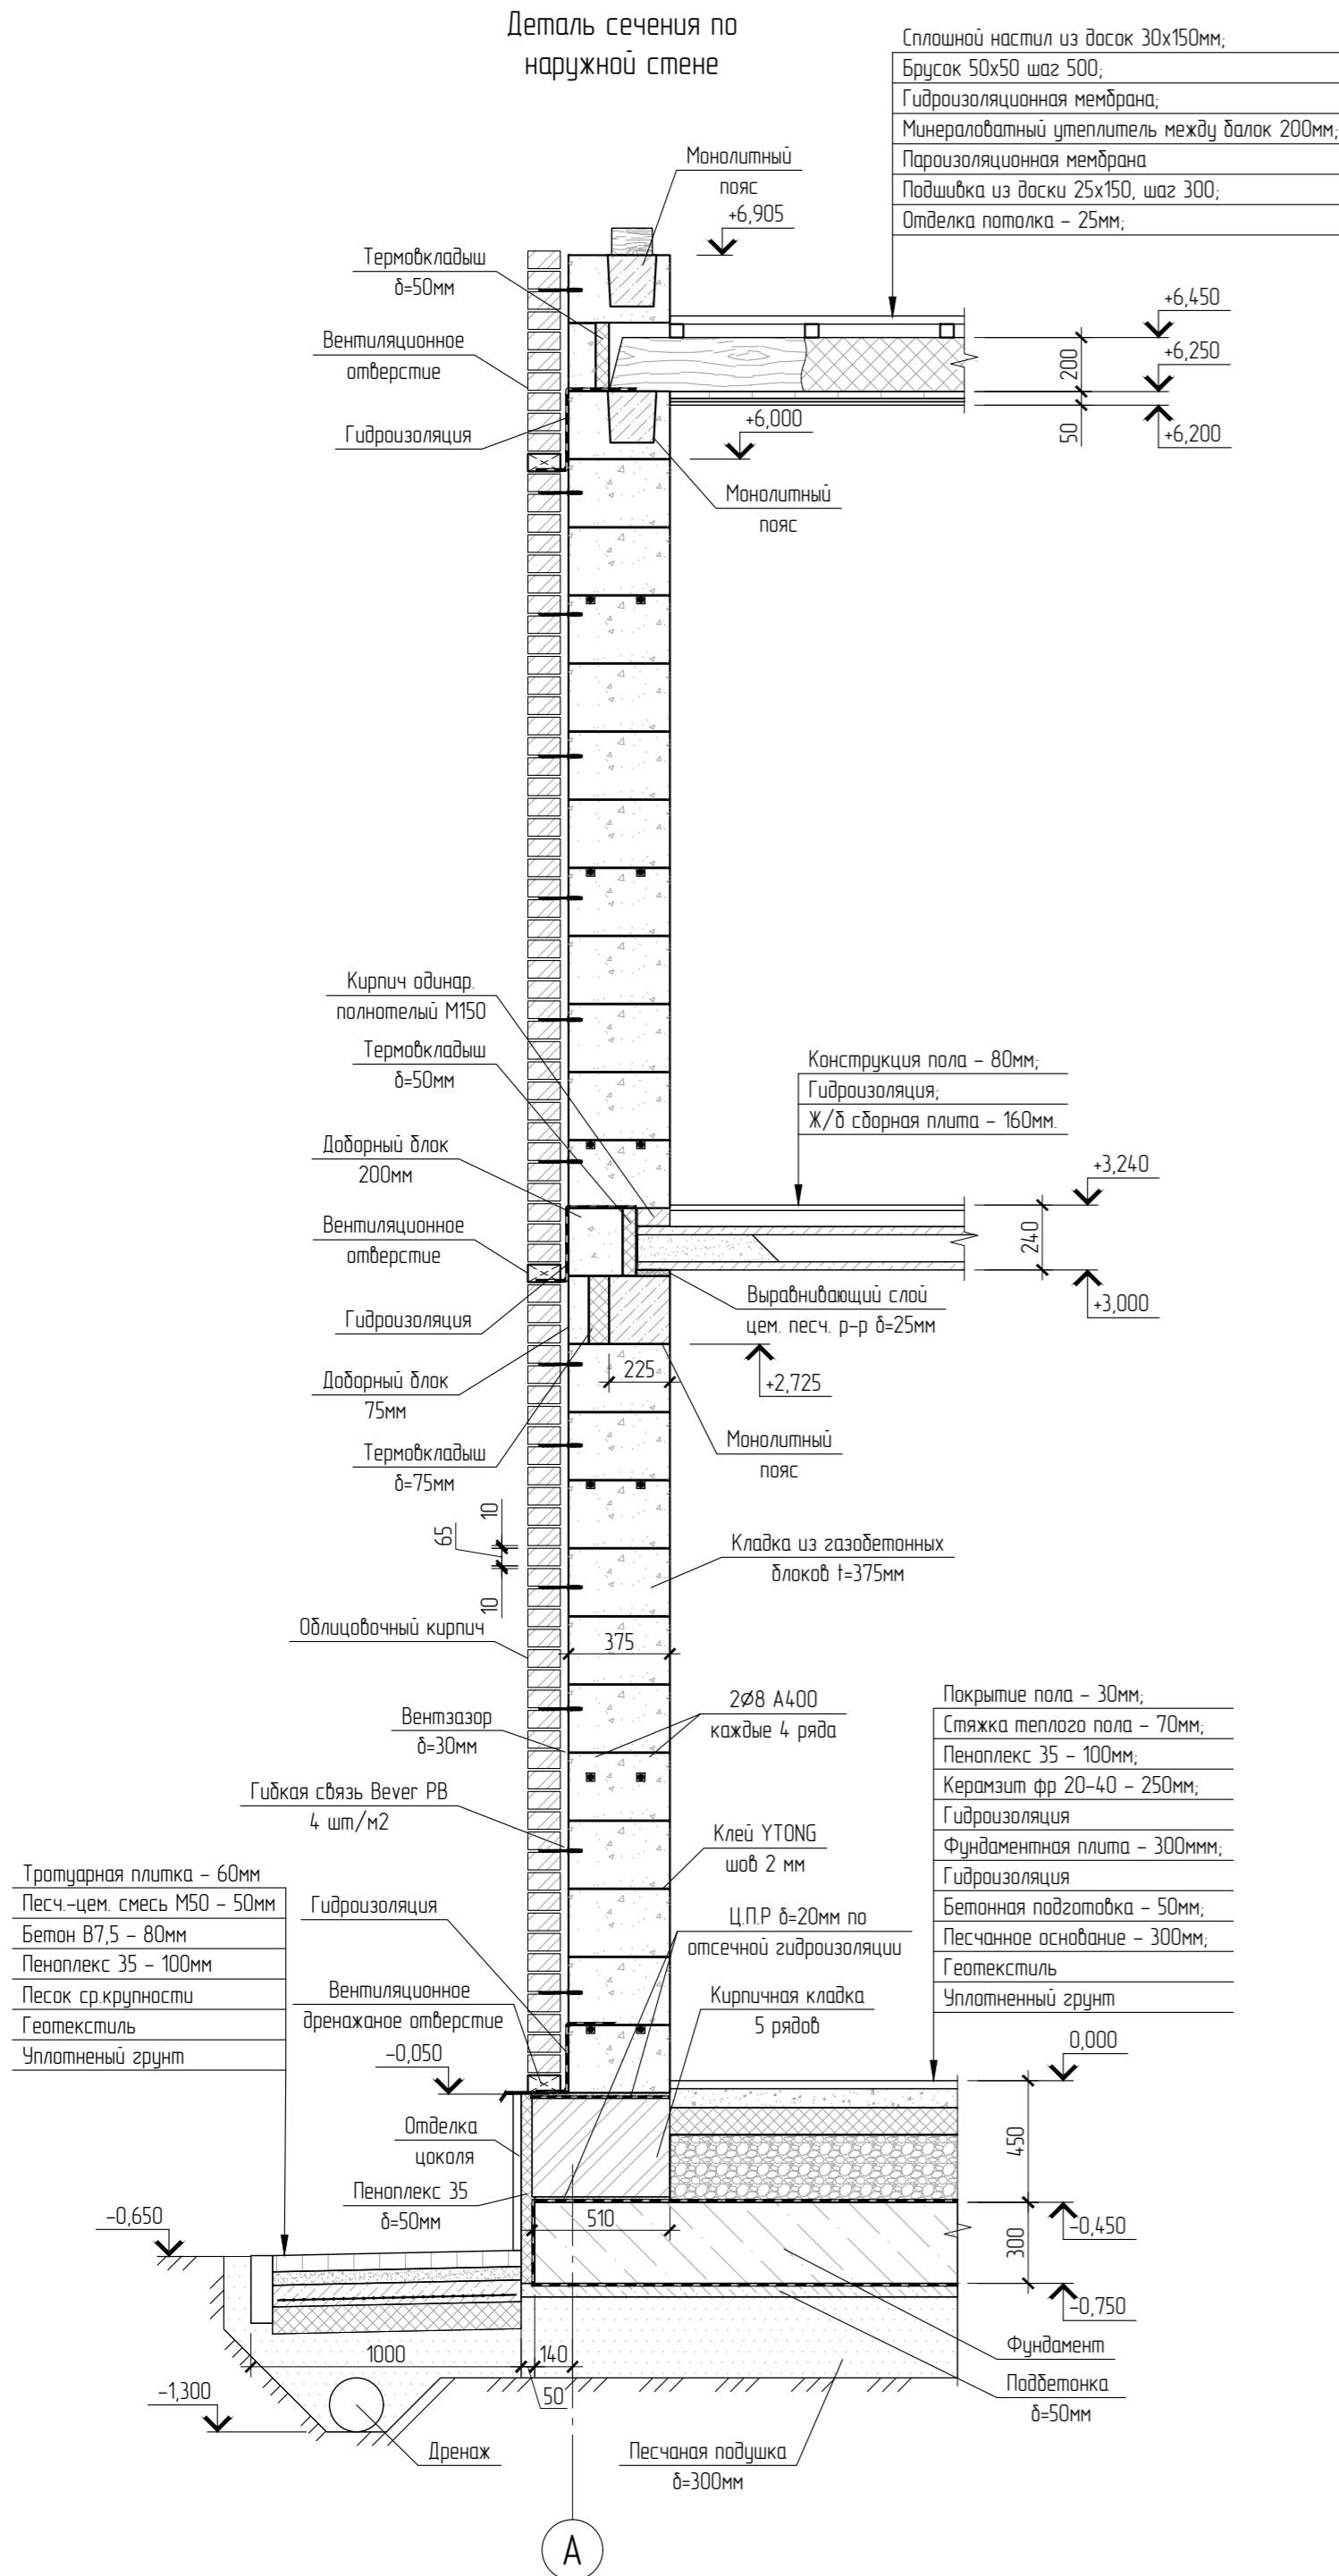 Деталь сечения по
наружной стене
Сплошной настил из досок 30х150мм;
Брусок 50х50 шаг 500;
Гидроизоляционная мембрана;
Минераловатный утеплитель между балок 200мм;
Пароизоляционная мембрана
Подшивка из доски 25х150, шаг 300;
Отделка потолка - 25мм;
Монолитный
пояс
+6,905
Термовкладыш
δ=50мм
+6,450
Вентиляционное
отверстие
200
+6,250
+6,000
Гидроизоляция
50
+6,200
Монолитный
пояс
Кирпич одинар.
полнотелый М150
Термовкладыш
δ=50мм
Конструкция пола - 80мм;
Гидроизоляция;
Ж/б сборная плита - 160мм.
Доборный блок
200мм
+3,240
Вентиляционное
отверстие
240
Гидроизоляция
Выравнивающий слой
цем. песч. р-р δ=25мм
+3,000
225
+2,725
Доборный блок
75мм
Термовкладыш
δ=75мм
Монолитный
пояс
10
65
10
Кладка из газобетонных
блоков t=375мм
Облицовочный кирпич
375
2Ø8 А400
каждые 4 ряда
Вентзазор
δ=30мм
Покрытие пола - 30мм;
Стяжка теплого пола - 70мм;
Пеноплекс 35 - 100мм;
Керамзит фр 20-40 - 250мм;
Гидроизоляция
Фундаментная плита - 300ммм;
Гидроизоляция
Бетонная подготовка - 50мм;
Песчанное основание - 300мм;
Геотекстиль
Уплотненный грунт
Гибкая связь Bever PB
4 шт/м2
Клей YTONG
шов 2 мм
Тротуарная плитка - 60мм
Песч.-цем. смесь М50 - 50мм
Бетон В7,5 - 80мм
Пеноплекс 35 - 100мм
Песок ср.крупности
Геотекстиль
Уплотненый грунт
Гидроизоляция
Ц.П.Р δ=20мм по
отсечной гидроизоляции
Вентиляционное
дренажаное отверстие
Кирпичная кладка
5 рядов
-0,050
0,000
Отделка
цоколя
450
Пеноплекс 35
δ=50мм
510
-0,650
-0,450
300
-0,750
Фундамент
1000
140
50
Подбетонка
δ=50мм
-1,300
Дренаж
Песчаная подушка
δ=300мм
А